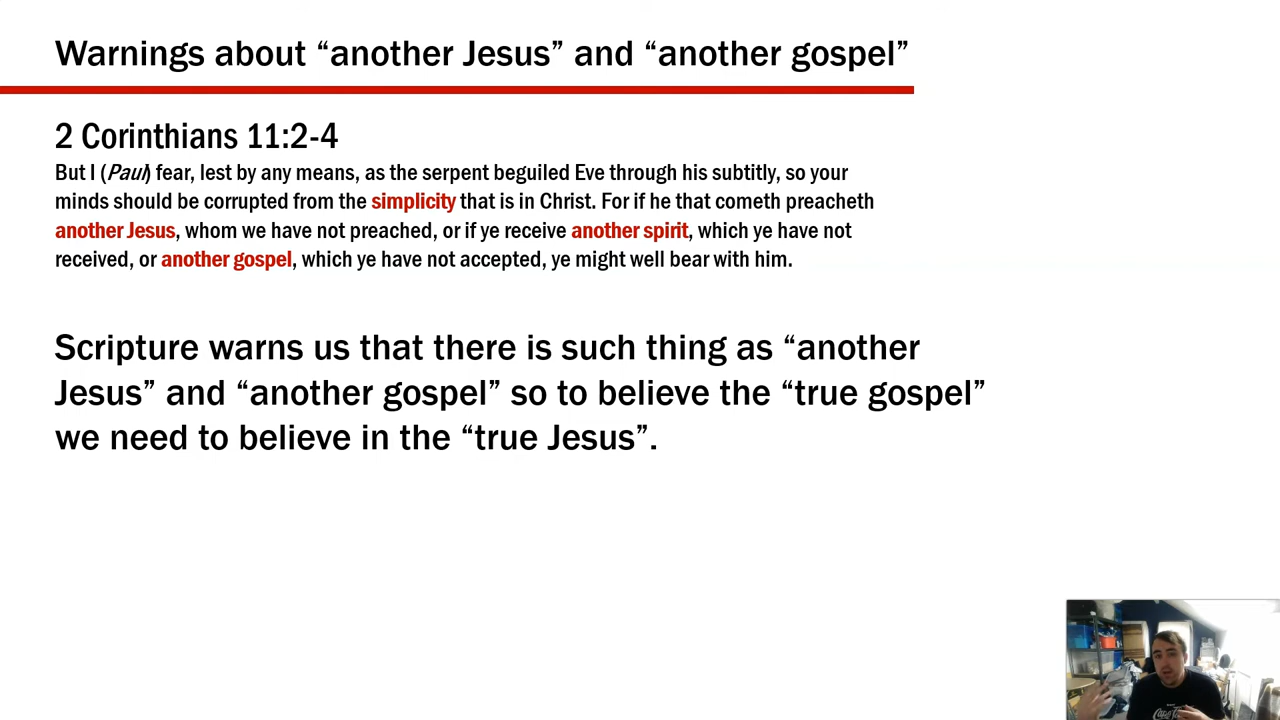 Warnings about “another Jesus” and “another gospel”
2 Corinthians 11:2-4
But I (Paul) fear, lest by any means, as the serpent beguiled Eve through his subtitly, so your
minds should be corrupted from the simplicity that is in Christ. For if he that cometh preacheth
another Jesus, whom we have not preached, or if ye receive another spirit, which ye have not
received, or another gospel, which ye have not accepted, ye might well bear with him.
Scripture warns us that there is such thing as “another
Jesus” and “another gospel” so to believe the “true gospel”
we need to believe in the “true Jesus”.